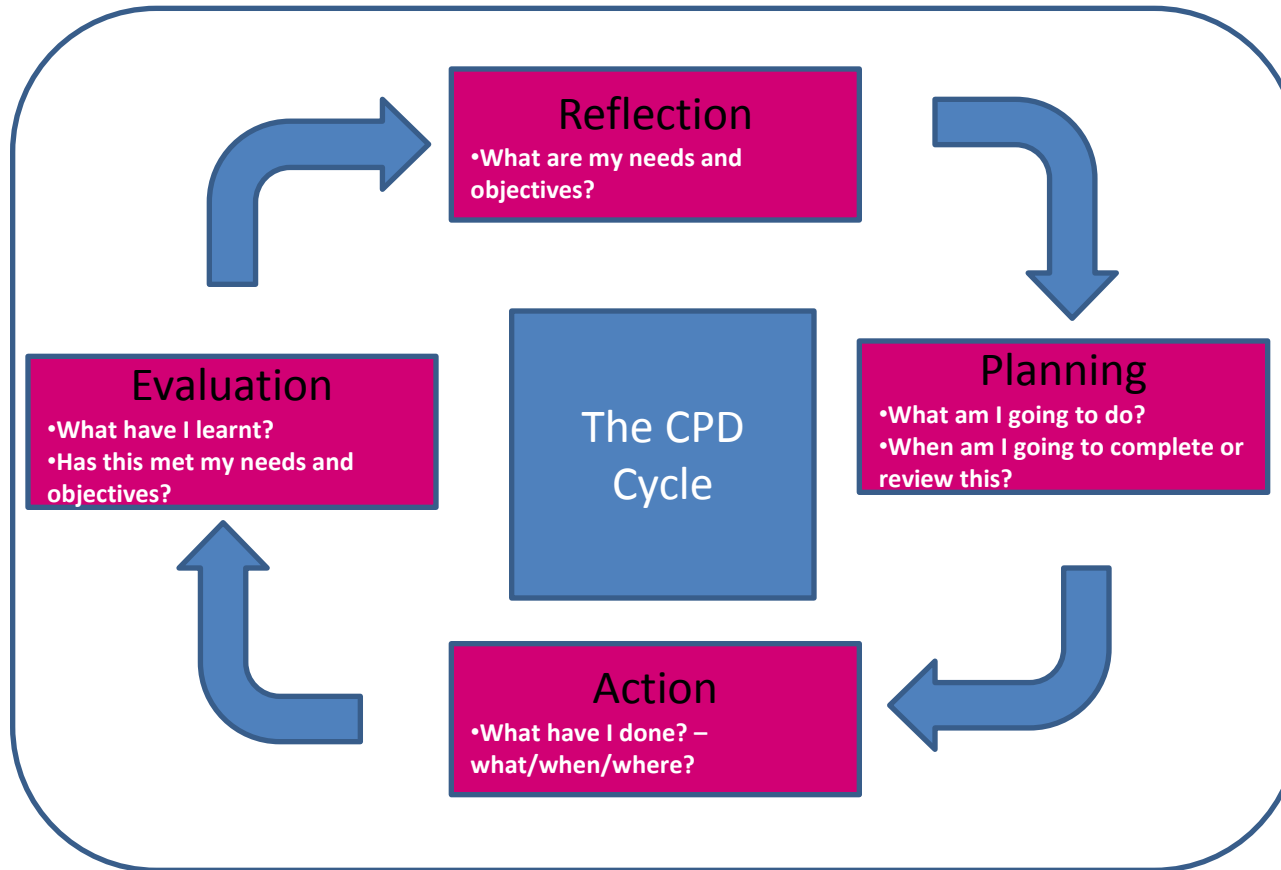 Reflection
•What are my needs and
objectives?
Planning
•What am I going to do?
•When am I going to complete or
review this?
Action
•What have I done? –
what/when/where?
Evaluation
•What have I learnt?
•Has this met my needs and
objectives?
The CPD
Cycle